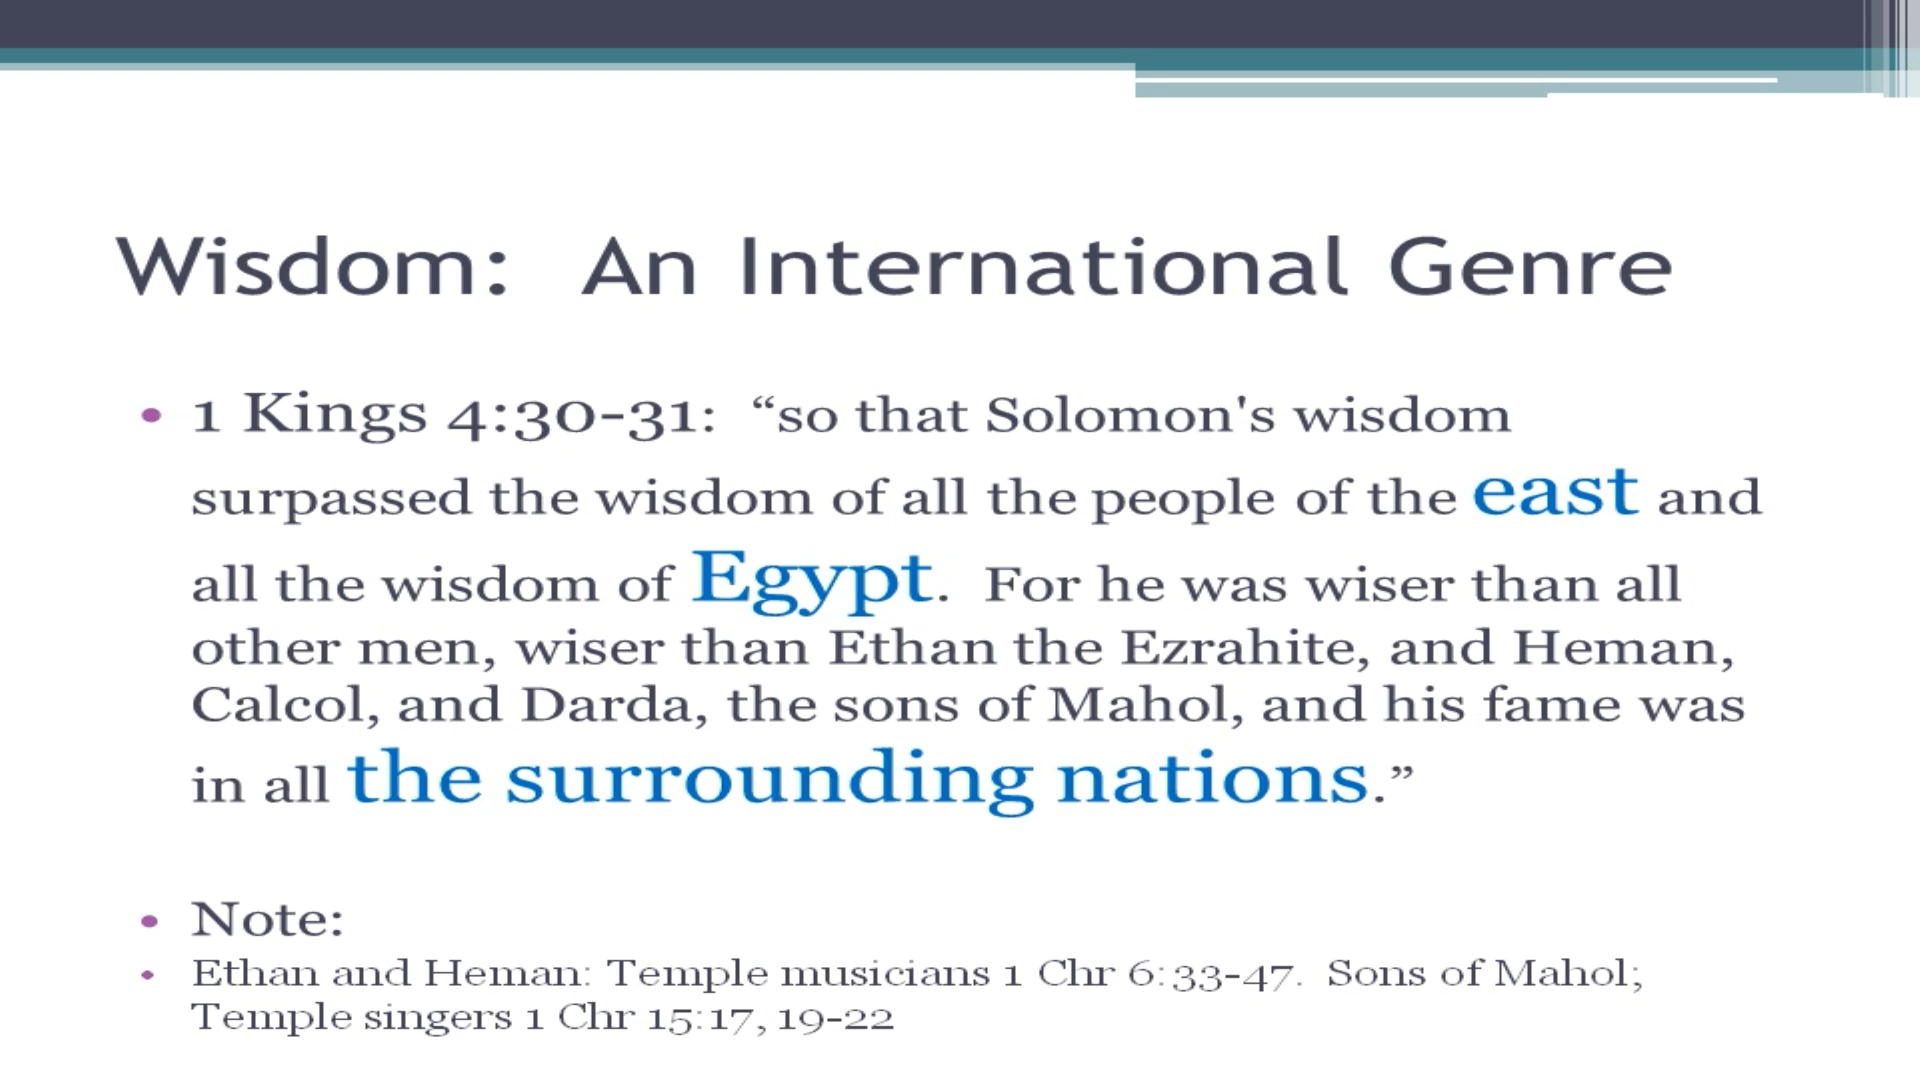 Wisdom:  An International Genre
• 1 Kings 4:30-31:  “so that Solomon's wisdom
surpassed the wisdom of all the people of the east and
all the wisdom of Egypt.  For he was wiser than all
other men, wiser than Ethan the Ezrahite, and Heman,
Calcol, and Darda, the sons of Mahol, and his fame was
in all the surrounding nations.”
• Note:
• Ethan and Heman: Temple musicians 1 Chr 6:33-47.  Sons of Mahol;
Temple singers 1 Chr 15:17, 19-22